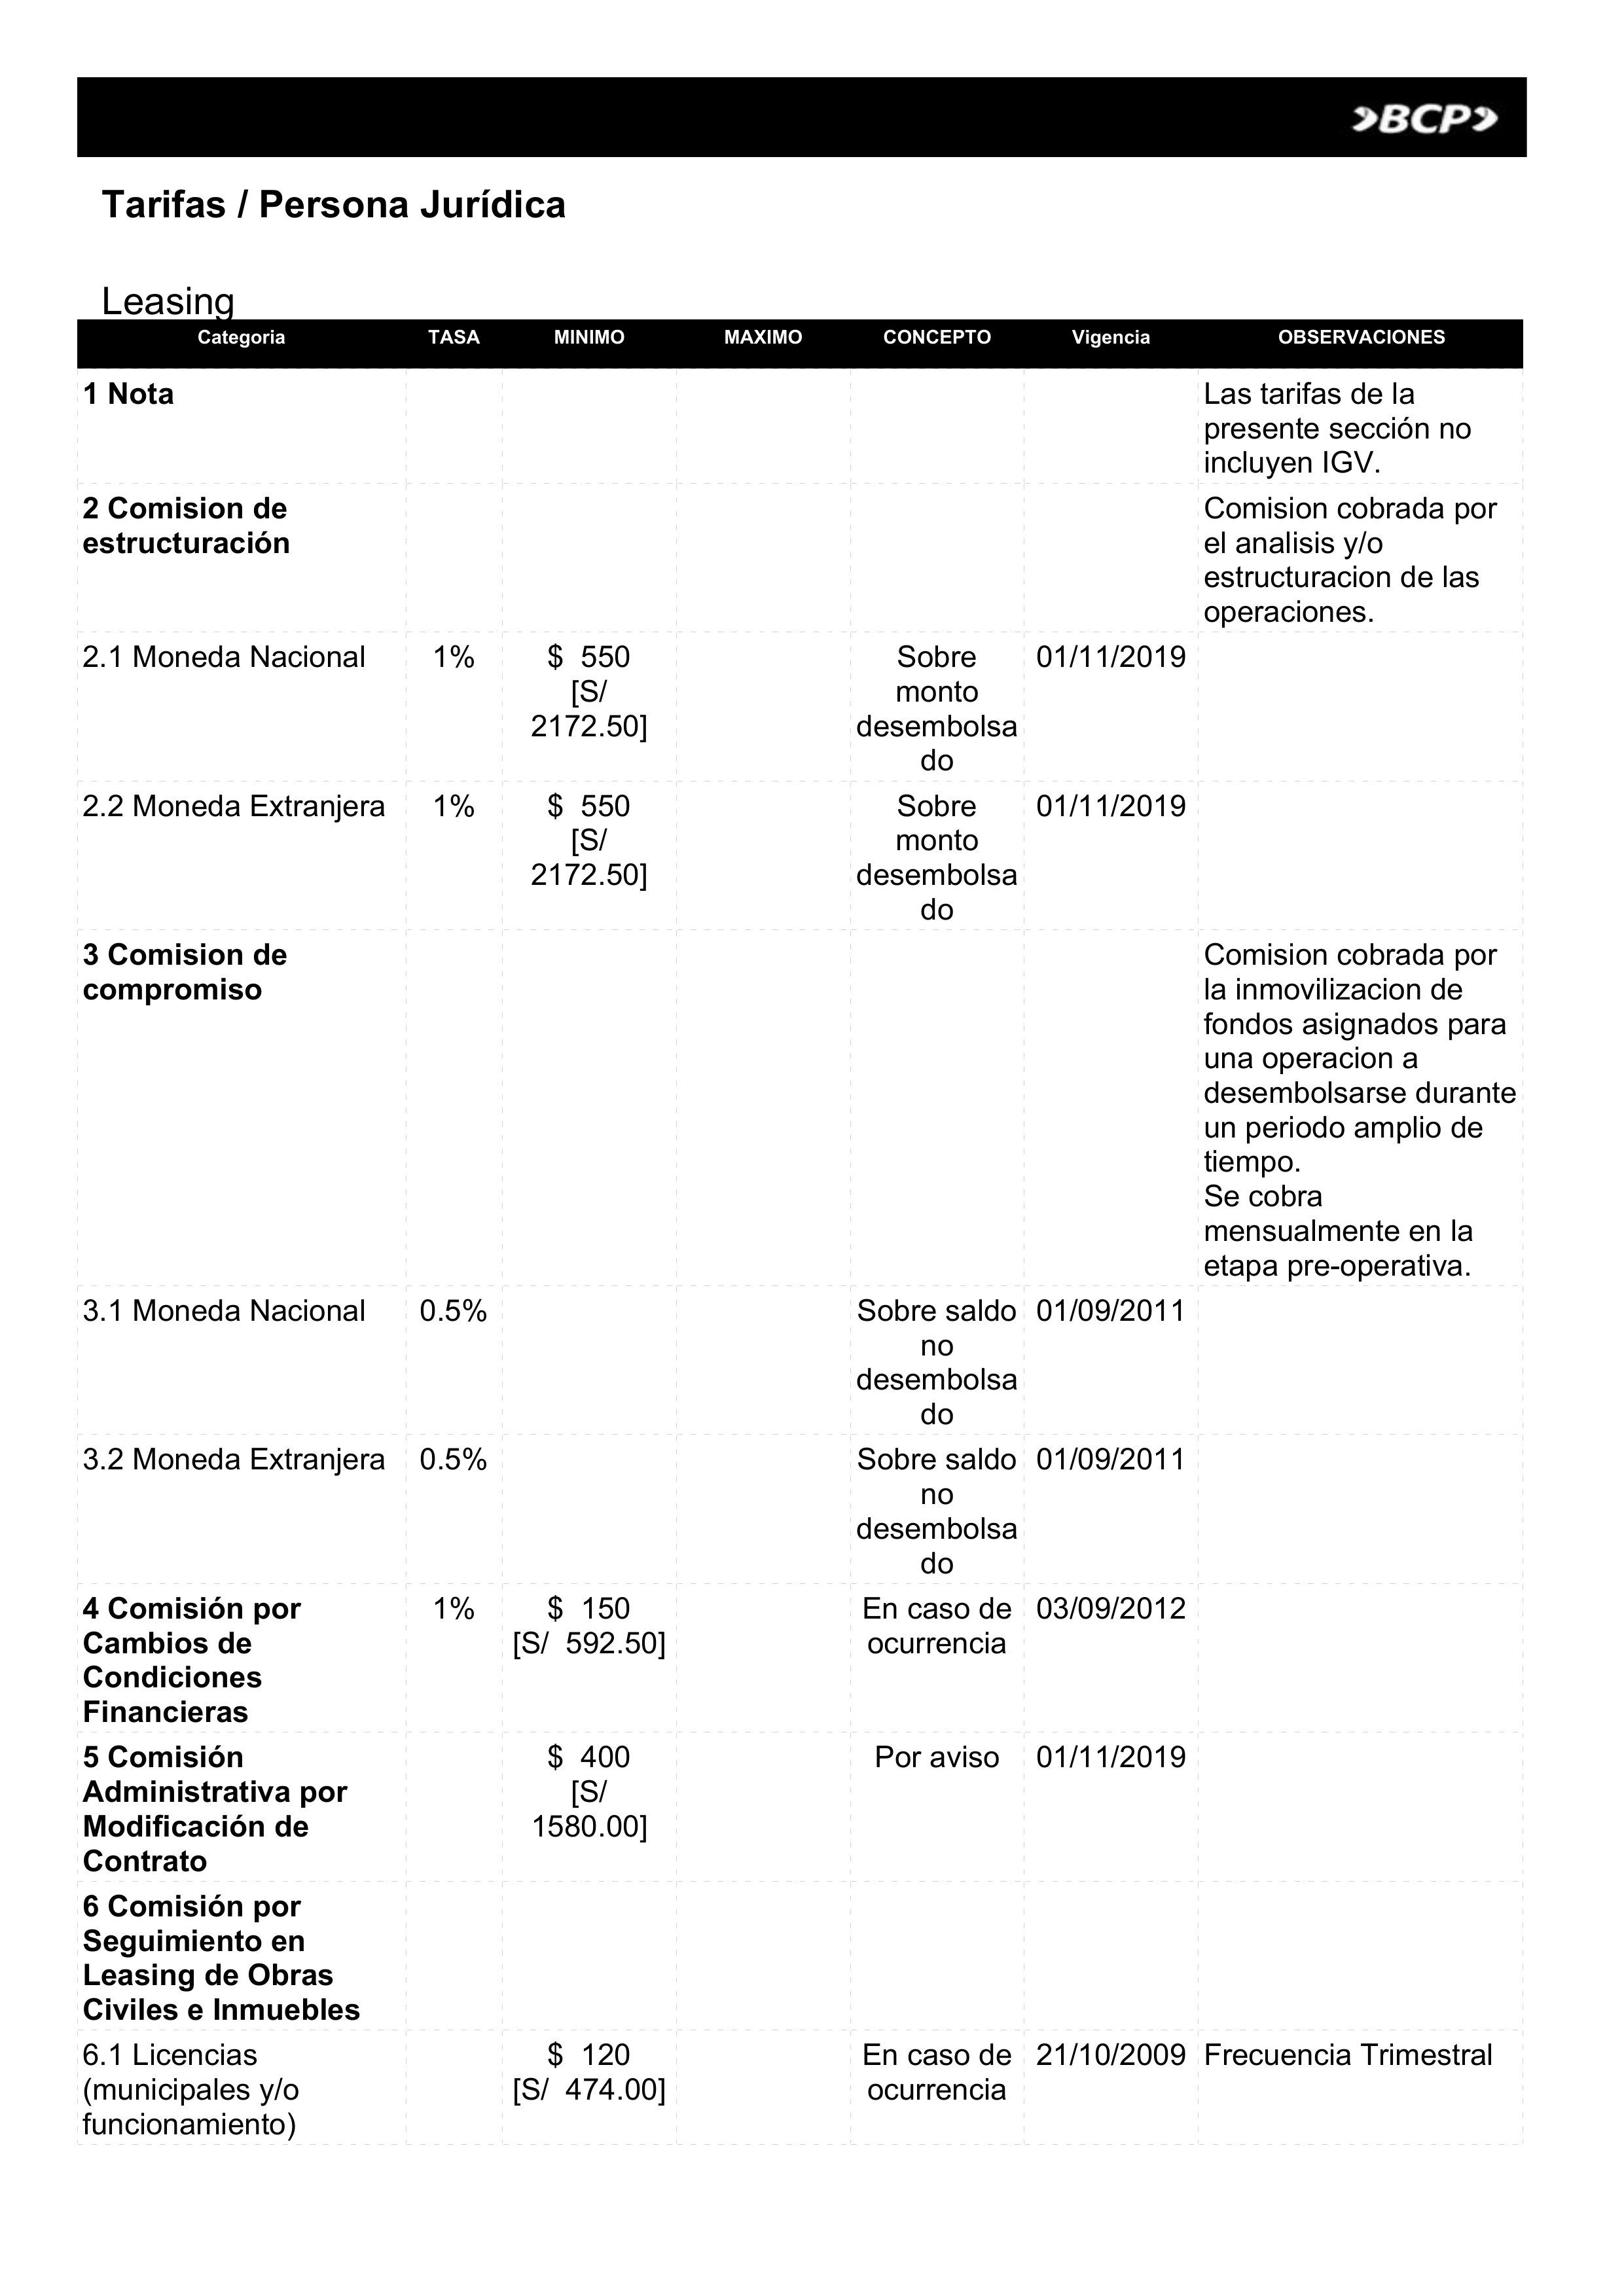 BCP
Tarifas / Persona Jurídica
Leasing
Categoria TASA MINIMO MAXIMO CONCEPTO Vigencia OBSERVACIONES
1 Nota
Las tarifas de la
presente sección no
incluyen IGV.
2 Comision de
estructuración
Comision cobrada por
el analisis y/o
estructuracion de las
operaciones.
2.1 Moneda Nacional
1%
$ 550
[S/
2172.50]
Sobre
monto
desembolsa
do
01/11/2019
2.2 Moneda Extranjera
1%
$ 550
[S/
2172.50]
Sobre
monto
desembolsa
do
01/11/2019
3 Comision de
compromiso
Comision cobrada por
la inmovilizacion de
fondos asignados para
una operacion a
desembolsarse durante
un periodo amplio de
tiempo.
Se cobra
mensualmente en la
etapa pre-operativa.
3.1 Moneda Nacional
0.5%
Sobre saldo
no
desembolsa
do
01/09/2011
3.2 Moneda Extranjera
0.5%
Sobre saldo
no
desembolsa
do
01/09/2011
4 Comisión por
Cambios de
Condiciones
Financieras
1%
$ 150
[S/ 592.50]
En caso de
ocurrencia
03/09/2012
5 Comisión
Administrativa por
Modificación de
Contrato
$ 400
[S/
1580.00]
Por aviso
01/11/2019
6 Comisión por
Seguimiento en
Leasing de Obras
Civiles e Inmuebles
6.1 Licencias
(municipales y/o
funcionamiento)
$ 120
[S/ 474.00]
En caso de
ocurrencia
21/10/2009
Frecuencia Trimestral